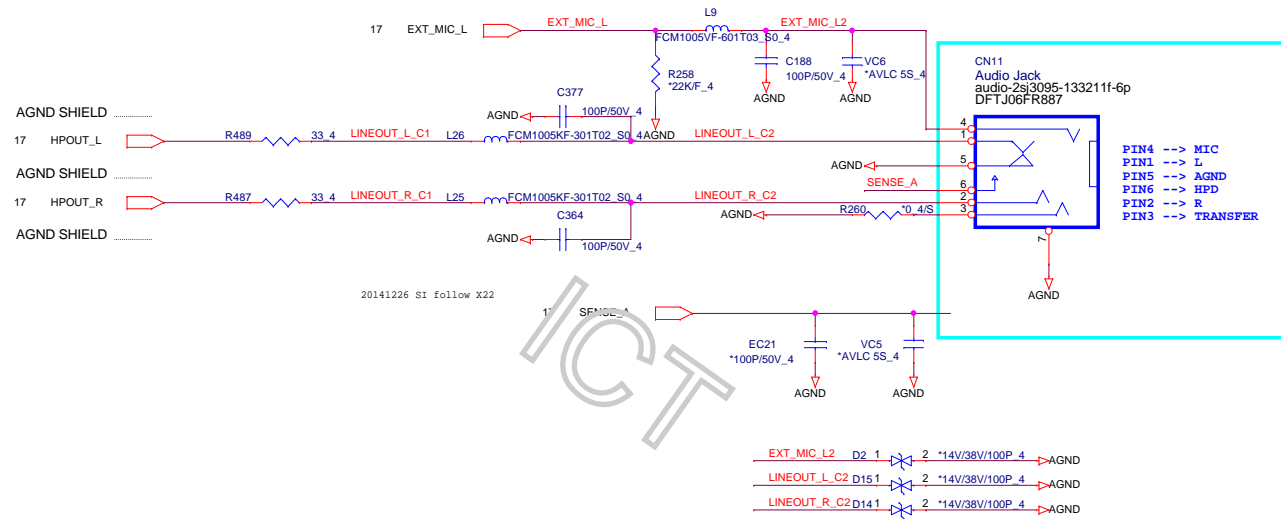 L9
17 EXT_MIC_L EXT_MIC_L EXT_MIC_L2
FCM1005VF-601T03_S0_4
R258
*22K/F_4
C188
100P/50V_4
VC6
*AVLC 5S_4
AGND
AGND
AGND
CN11
Audio Jack
audio-2sj3095-133211f-6p
DFTJ06FR887
C377
100P/50V_4
AGND
AGND SHIELD
17 HPOUT_L R489 33_4 LINEOUT_L_C1 L26 FCM1005KF-301T02_S0_4 LINEOUT_L_C2
4
1
5
6
2
3
7
AGND
SENSE_A
PIN4 --> MIC
PIN1 --> L
PIN5 --> AGND
PIN6 --> HPD
PIN2 --> R
PIN3 --> TRANSFER
AGND SHIELD
17 HPOUT_R R487 33_4 LINEOUT_R_C1 L25 FCM1005KF-301T02_S0_4 LINEOUT_R_C2
AGND R260 *0_4/S
C364
100P/50V_4
AGND
AGND SHIELD
AGND
20141226 SI follow X22
17 SENSE_A
EC21
*100P/50V_4
VC5
*AVLC 5S_4
AGND
AGND
ICT
EXT_MIC_L2 D2 1 2 *14V/38V/100P_4 AGND
LINEOUT_L_C2 D15 1 2 *14V/38V/100P_4 AGND
LINEOUT_R_C2 D14 1 2 *14V/38V/100P_4 AGND